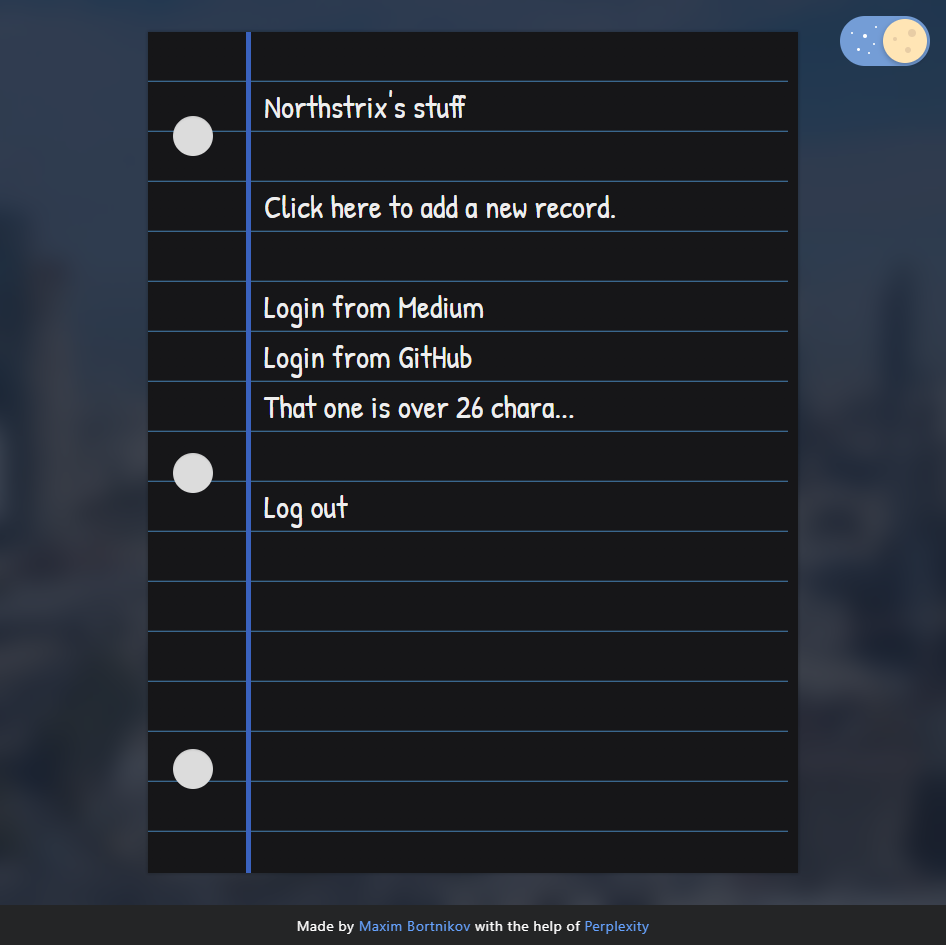 Northstrix's stuff
Click here to add a new record.
Login from Medium
Login from GitHub
That one is over 26 chara...
Log out
Made by Maxim Bortnikov with the help of Perplexity